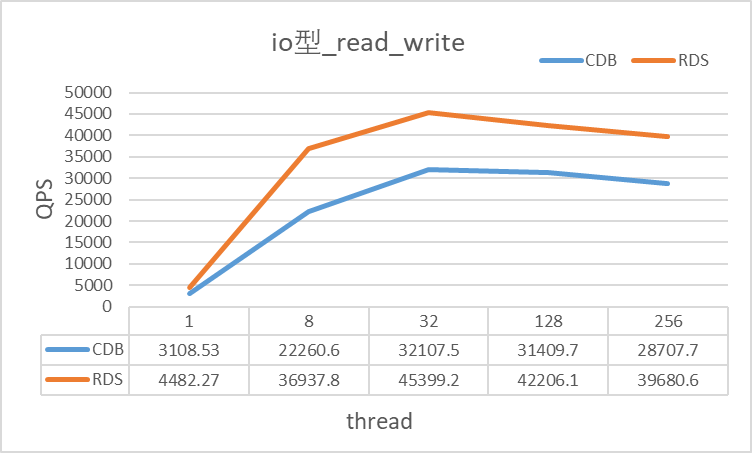 io型_read_write
CDB RDS
50000
45000
40000
35000
30000
25000
20000
15000
10000
5000
0
QPS
1 8 32 128 256
CDB 3108.53 22260.6 32107.5 31409.7 28707.7
RDS 4482.27 36937.8 45399.2 42206.1 39680.6
thread